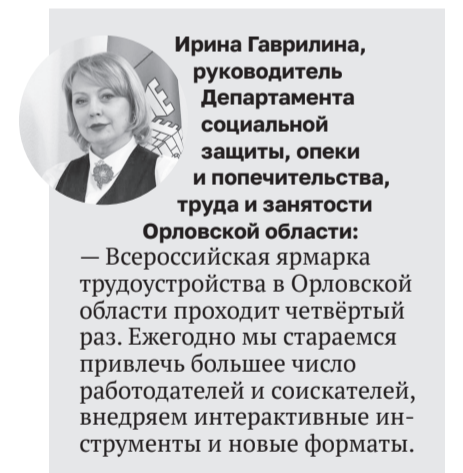 Ирина Гаврилина,
руководитель
Департамента
социальной
защиты, опеки
и попечительства,
труда и занятости
Орловской области:
— Всероссийская ярмарка
трудоустройства в Орловской
области проходит четвёртый
раз. Ежегодно мы стараемся
привлечь большее число
работодателей и соискателей,
внедряем интерактивные ин-
струменты и новые форматы.